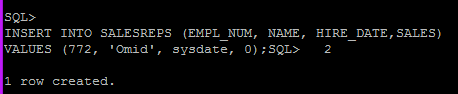 SQL>
INSERT INTO SALESREPS (EMPL_NUM, NAME, HIRE_DATE,SALES)
VALUES (772, 'Omid', sysdate, 0);SQL>   2
1 row created.